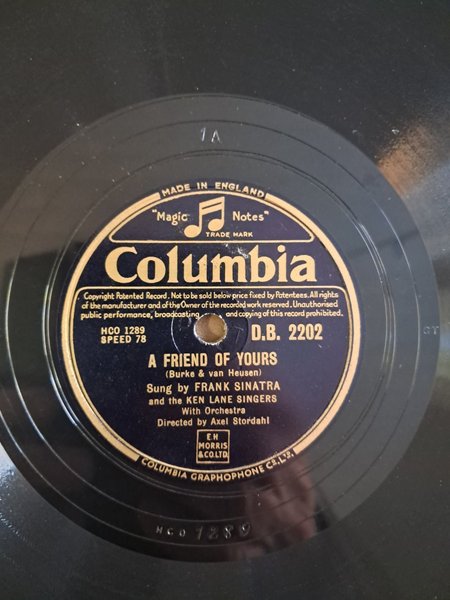 1A
MADE IN ENGLAND
"Magic Notes"
TRADE MARK
Columbia
Copyright Patented Record. Not to be sold below price fixed by Patentees. All rights
of the manufacturer and of the Owner of the recorded work reserved. Unauthorised
public performance, broadcasting and copying of this record prohibited.
HCO 1289 D.B. 2202
SPEED 78
A FRIEND OF YOURS
(Burke & van Heusen)
Sung by FRANK SINATRA
and the KEN LANE SINGERS
With Orchestra
Directed by Axel Stordahl
E.H.
MORRIS
& CO. LTD.
COLUMBIA GRAPHOPHONE Co., LTD.
HCO 1289